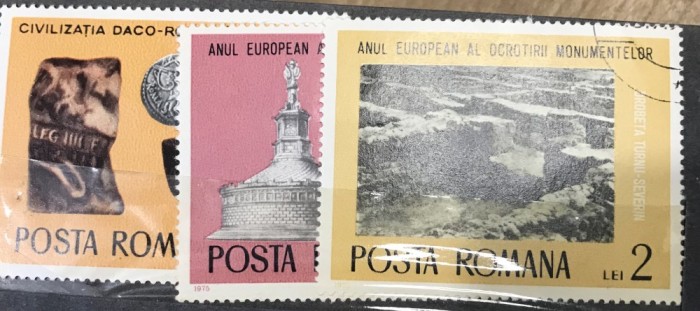 CIVILIZAȚIA DACO-RO
LEG IIII F
POSTA ROM
ANUL EUROPEAN A
POSTA
1975
ANUL EUROPEAN AL OCROTIRII MONUMENTELOR
DROBETA TURNU-SEVERIN
POSTA ROMANA
LEI 2